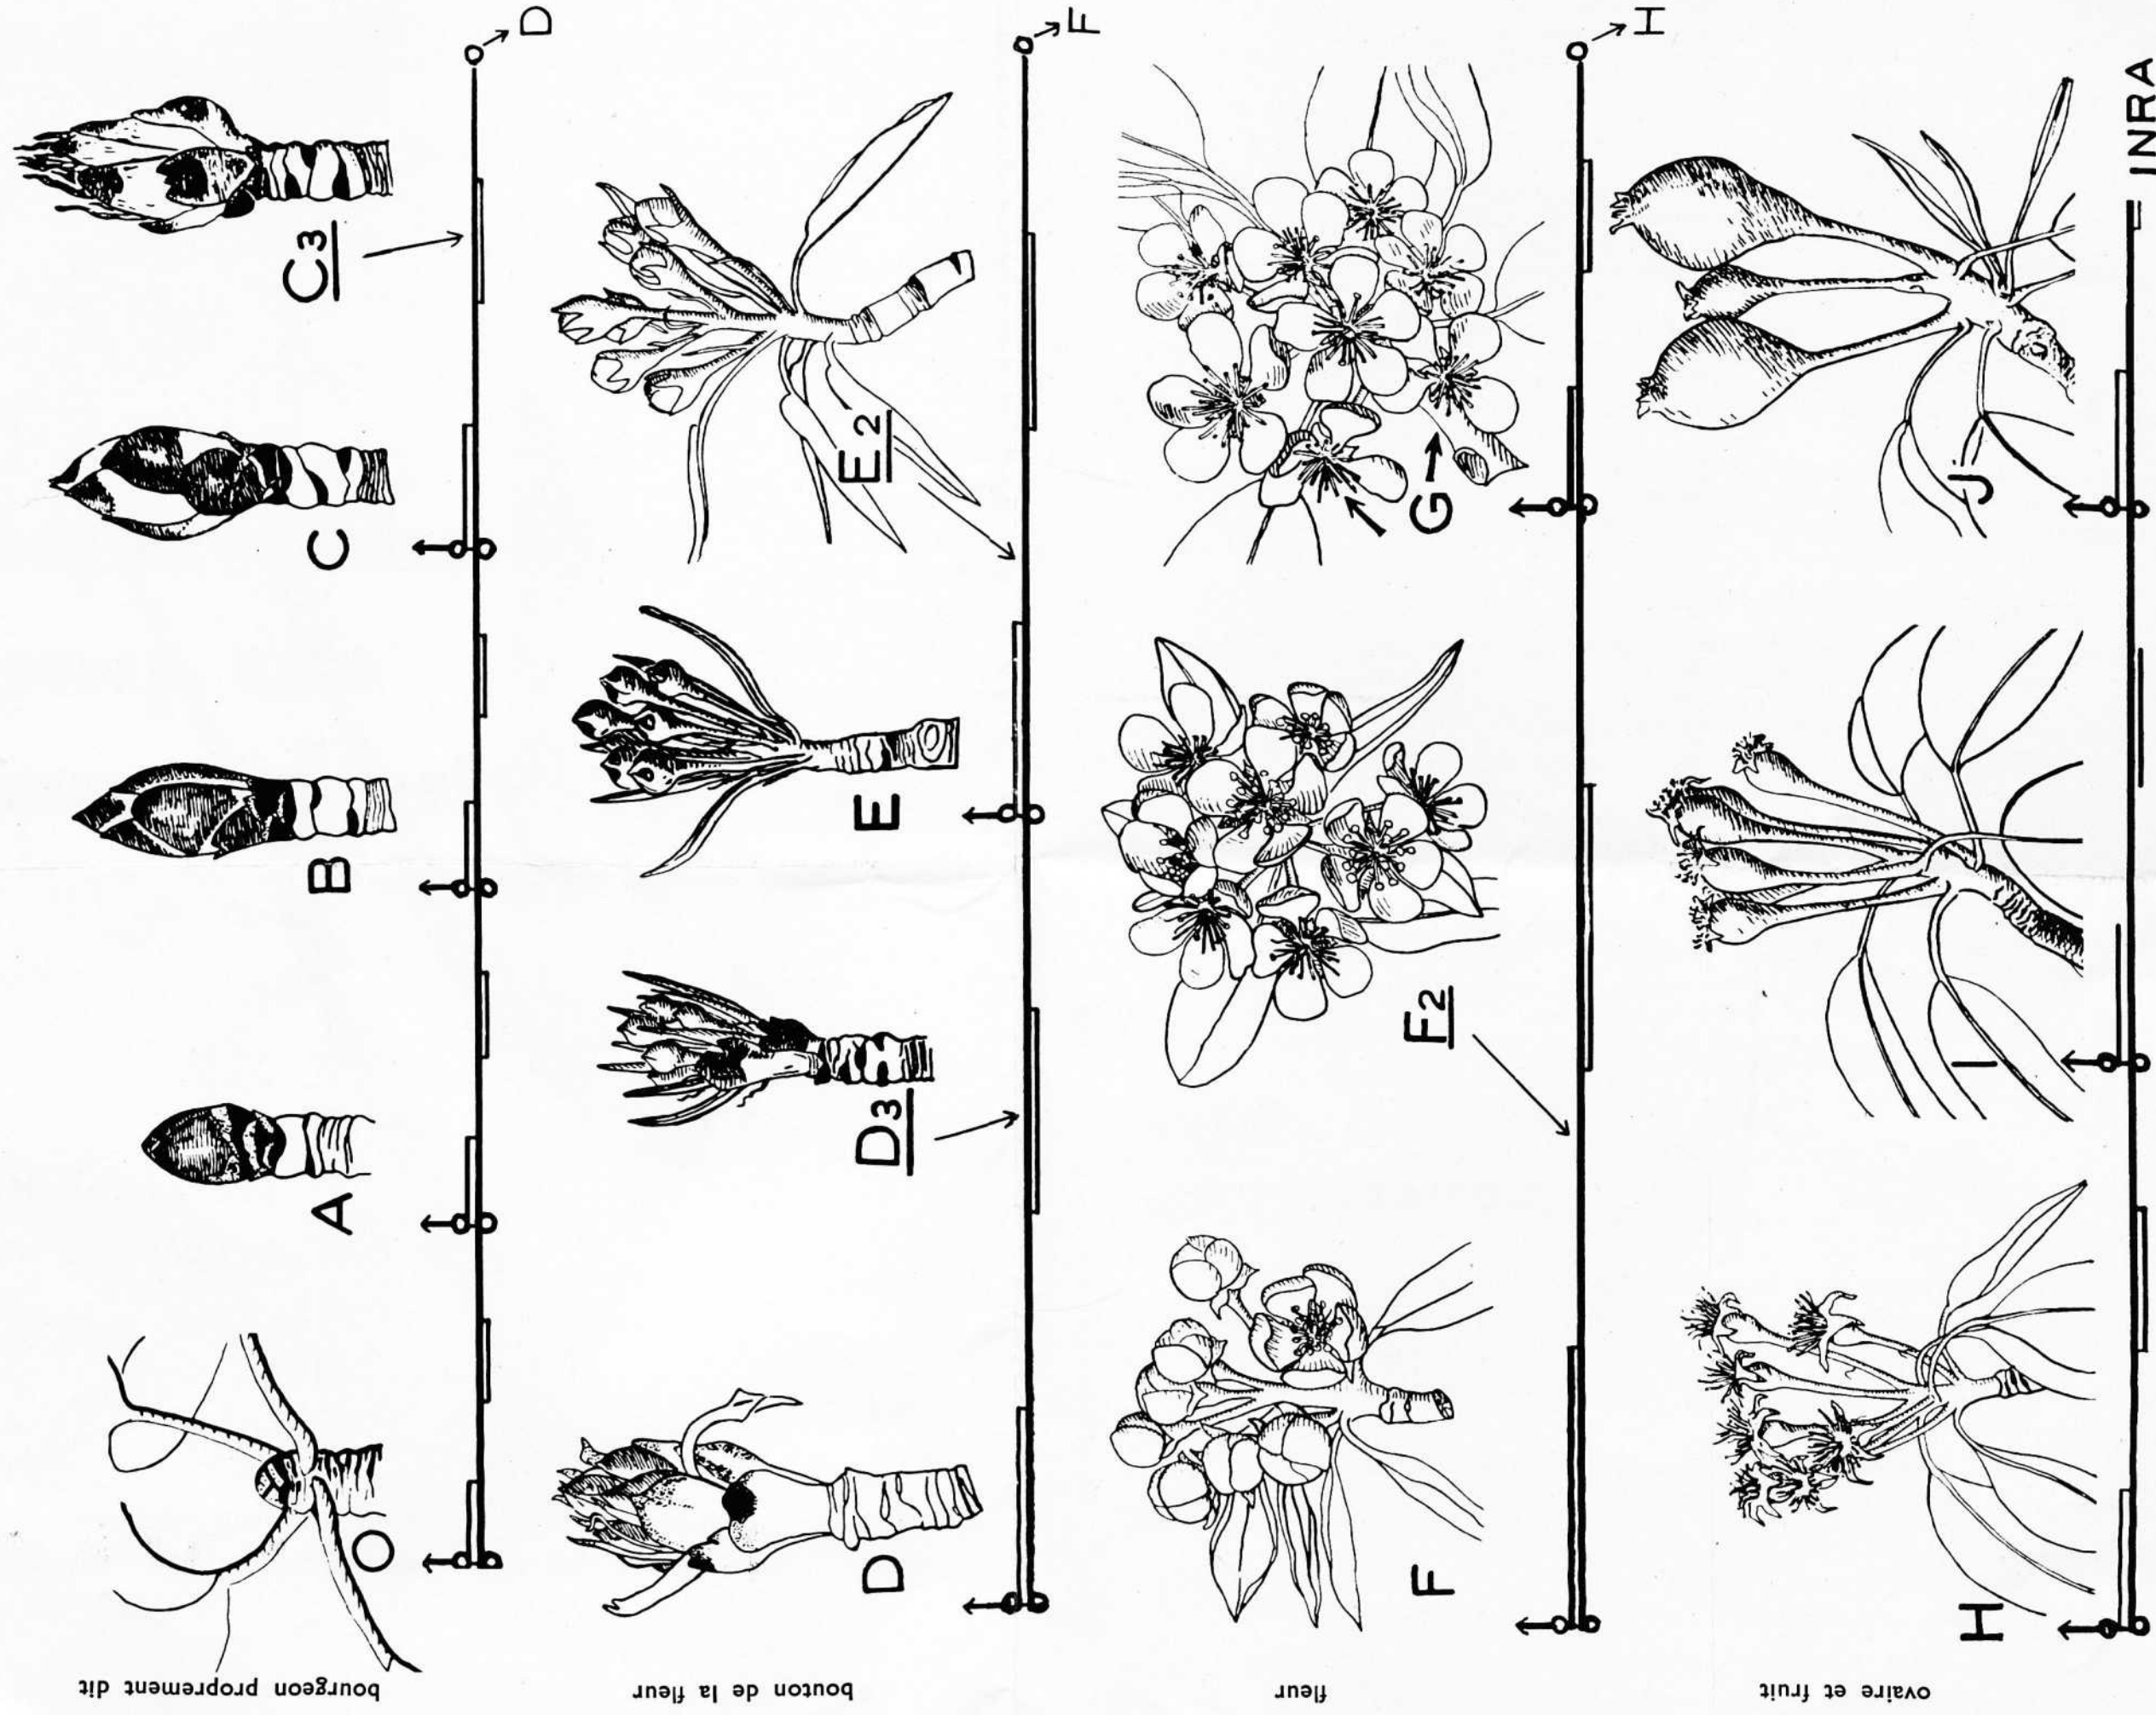 bourgeon proprement dit
O
A
B
C
C3
D
bouton de la fleur
D
D3
E
E2
F
fleur
F
F2
G
H
ovaire et fruit
H
I
J
INRA